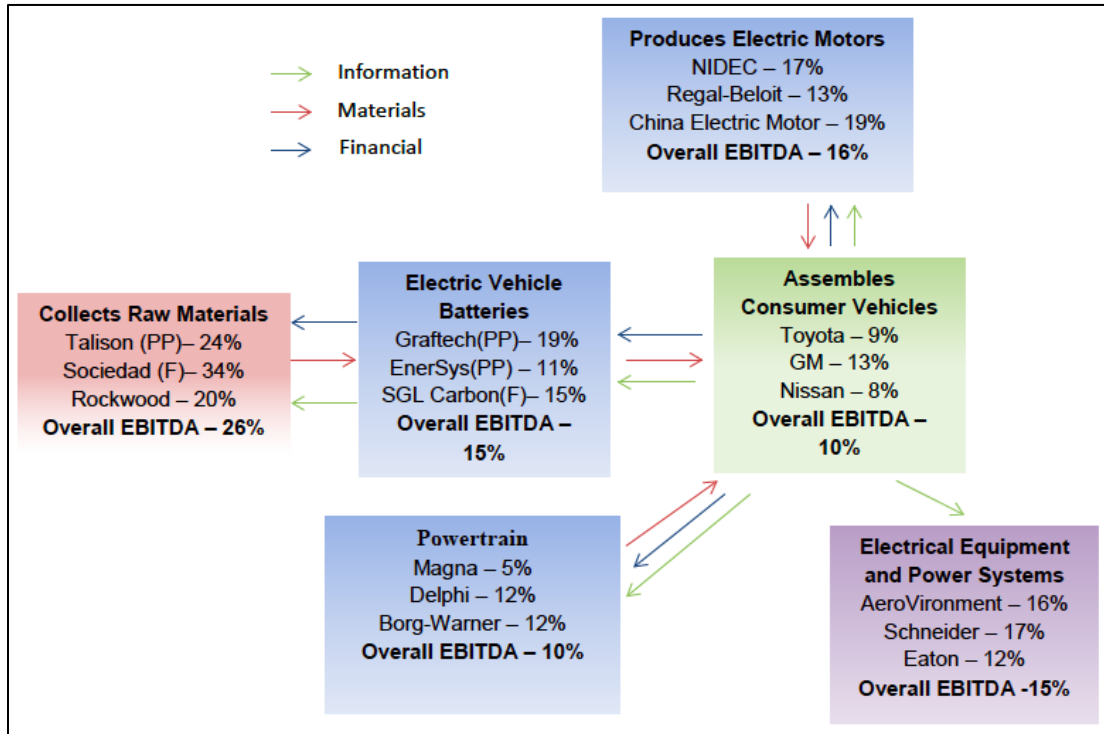 Information
Materials
Financial
Produces Electric Motors
NIDEC – 17%
Regal-Beloit – 13%
China Electric Motor – 19%
Overall EBITDA – 16%
Collects Raw Materials
Talison (PP)– 24%
Sociedad (F)– 34%
Rockwood – 20%
Overall EBITDA – 26%
Electric Vehicle
Batteries
Graftech(PP)– 19%
EnerSys(PP) – 11%
SGL Carbon(F)– 15%
Overall EBITDA –
15%
Assembles
Consumer Vehicles
Toyota – 9%
GM – 13%
Nissan – 8%
Overall EBITDA –
10%
Powertrain
Magna – 5%
Delphi – 12%
Borg-Warner – 12%
Overall EBITDA – 10%
Electrical Equipment
and Power Systems
AeroVironment – 16%
Schneider – 17%
Eaton – 12%
Overall EBITDA -15%